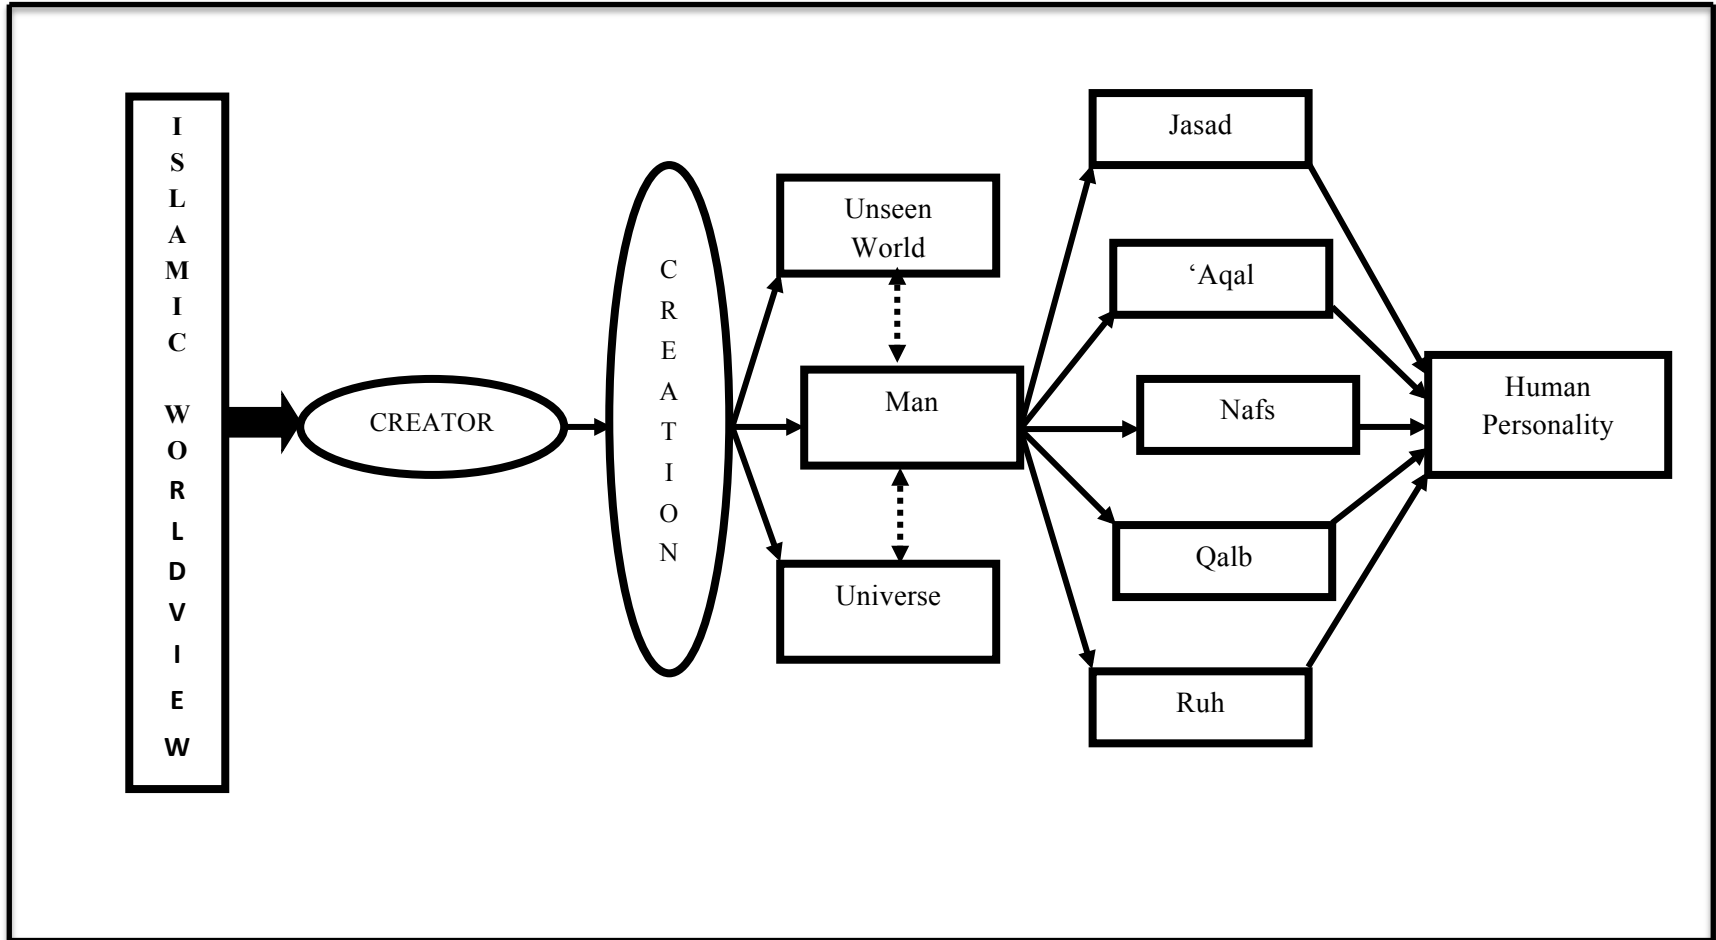 ISLAMIC WORLDVIEW
CREATOR
CREATION
Unseen
World
Man
Universe
Jasad
‘Aqal
Nafs
Qalb
Ruh
Human
Personality